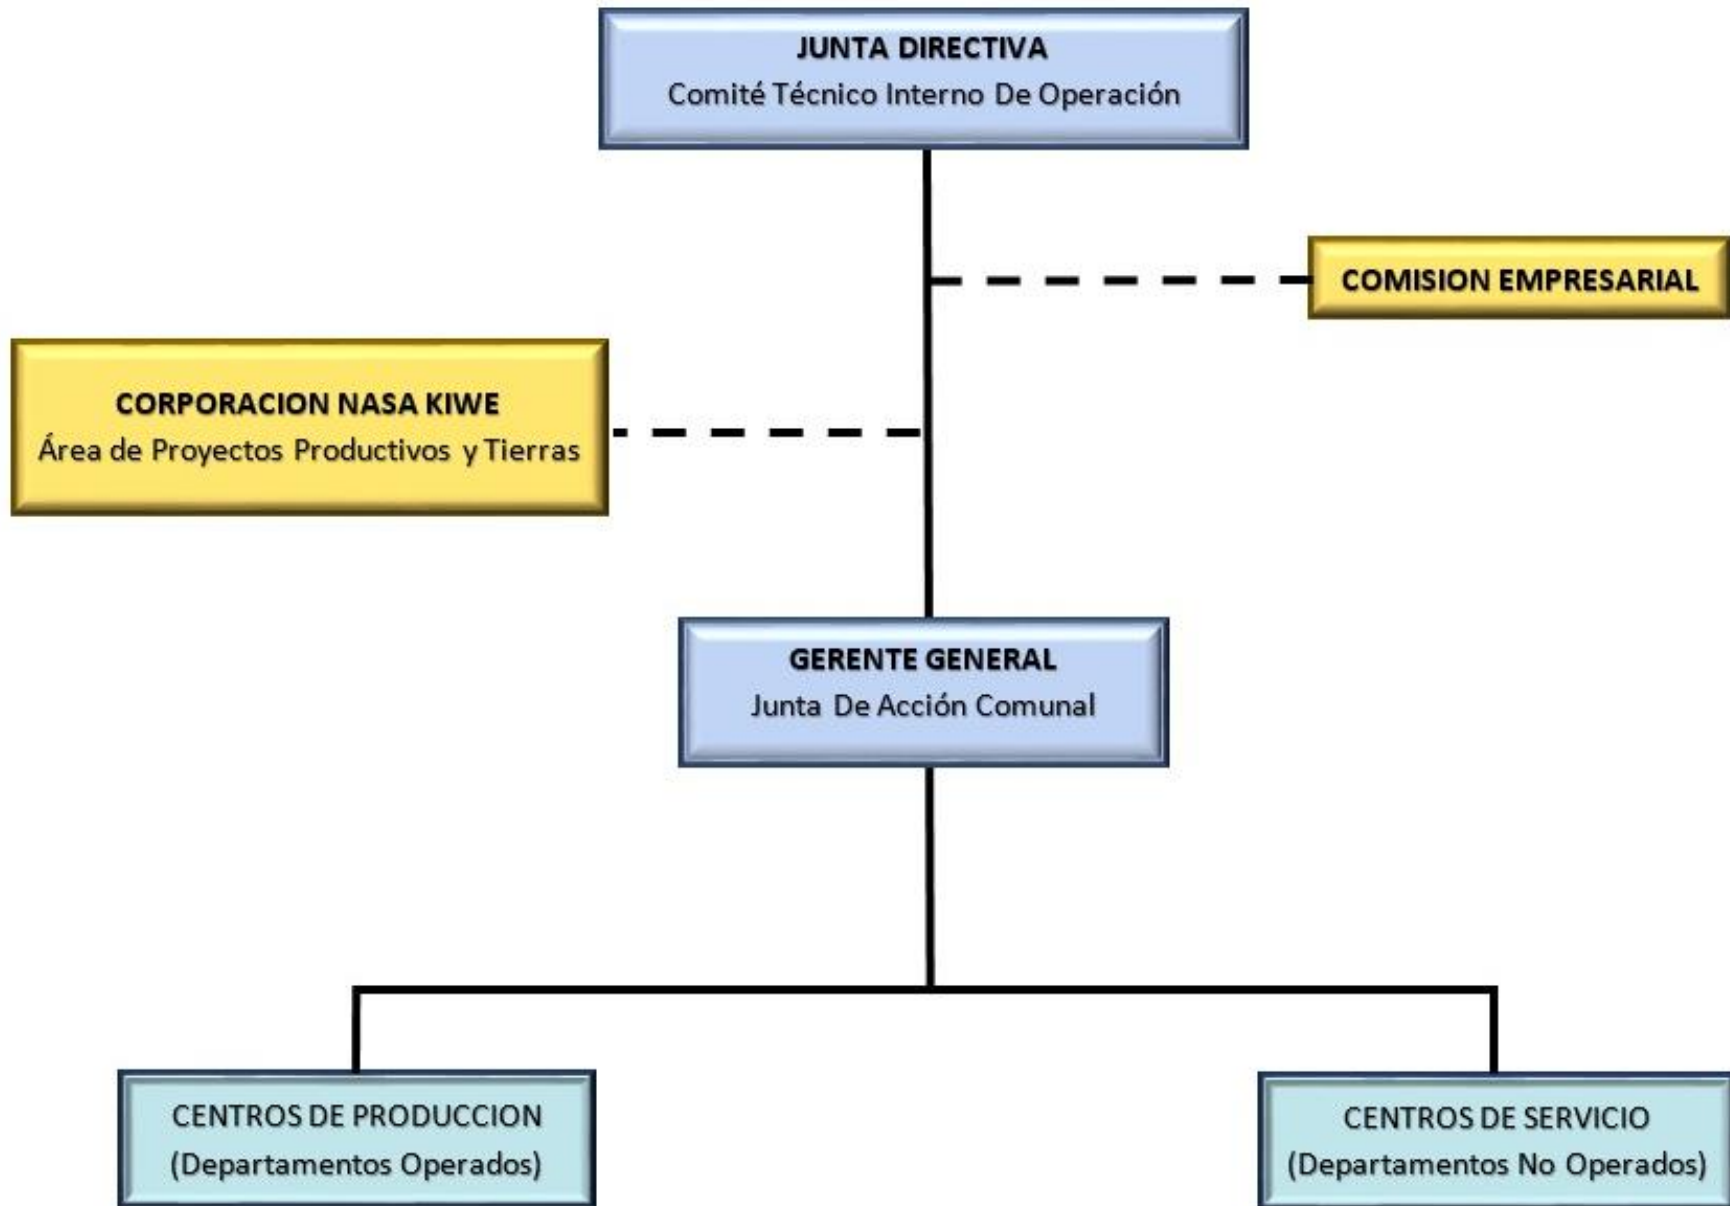 JUNTA DIRECTIVA
Comité Técnico Interno De Operación
COMISION EMPRESARIAL
CORPORACION NASA KIWE
Área de Proyectos Productivos y Tierras
GERENTE GENERAL
Junta De Acción Comunal
CENTROS DE PRODUCCION
(Departamentos Operados)
CENTROS DE SERVICIO
(Departamentos No Operados)